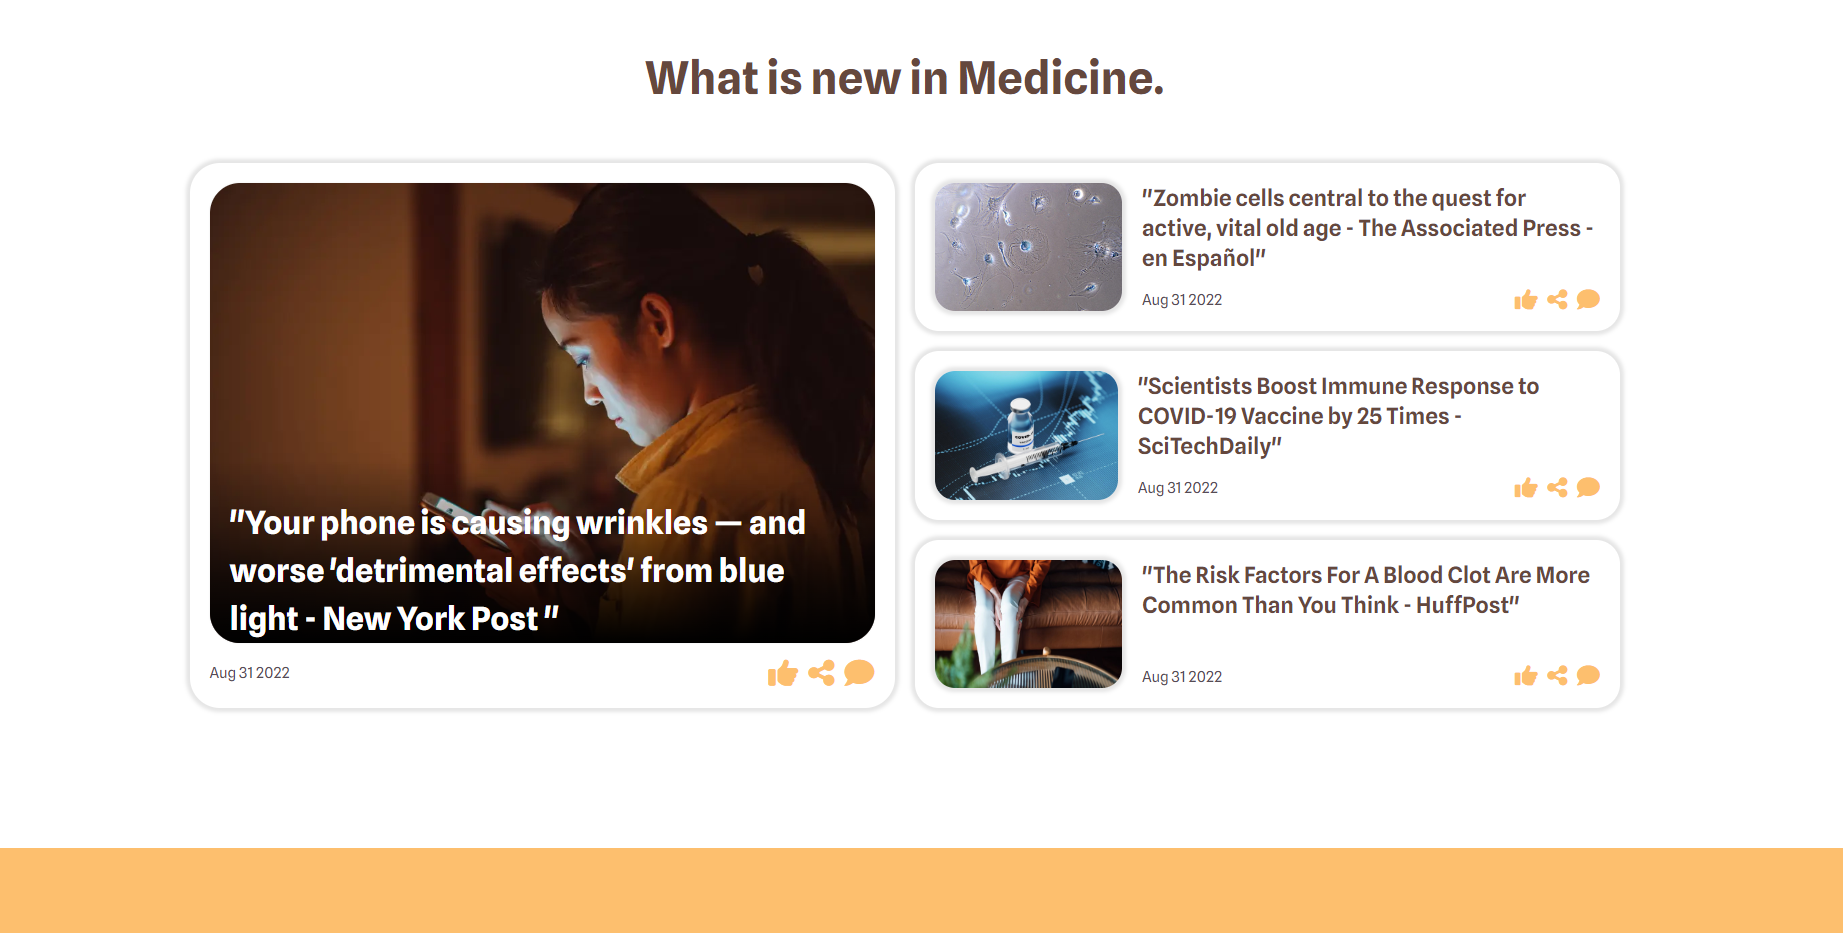 What is new in Medicine.
"Your phone is causing wrinkles — and
worse 'detrimental effects' from blue
light - New York Post "
Aug 31 2022
"Zombie cells central to the quest for
active, vital old age - The Associated Press -
en Español"
Aug 31 2022
"Scientists Boost Immune Response to
COVID-19 Vaccine by 25 Times -
SciTechDaily"
Aug 31 2022
"The Risk Factors For A Blood Clot Are More
Common Than You Think - HuffPost"
Aug 31 2022